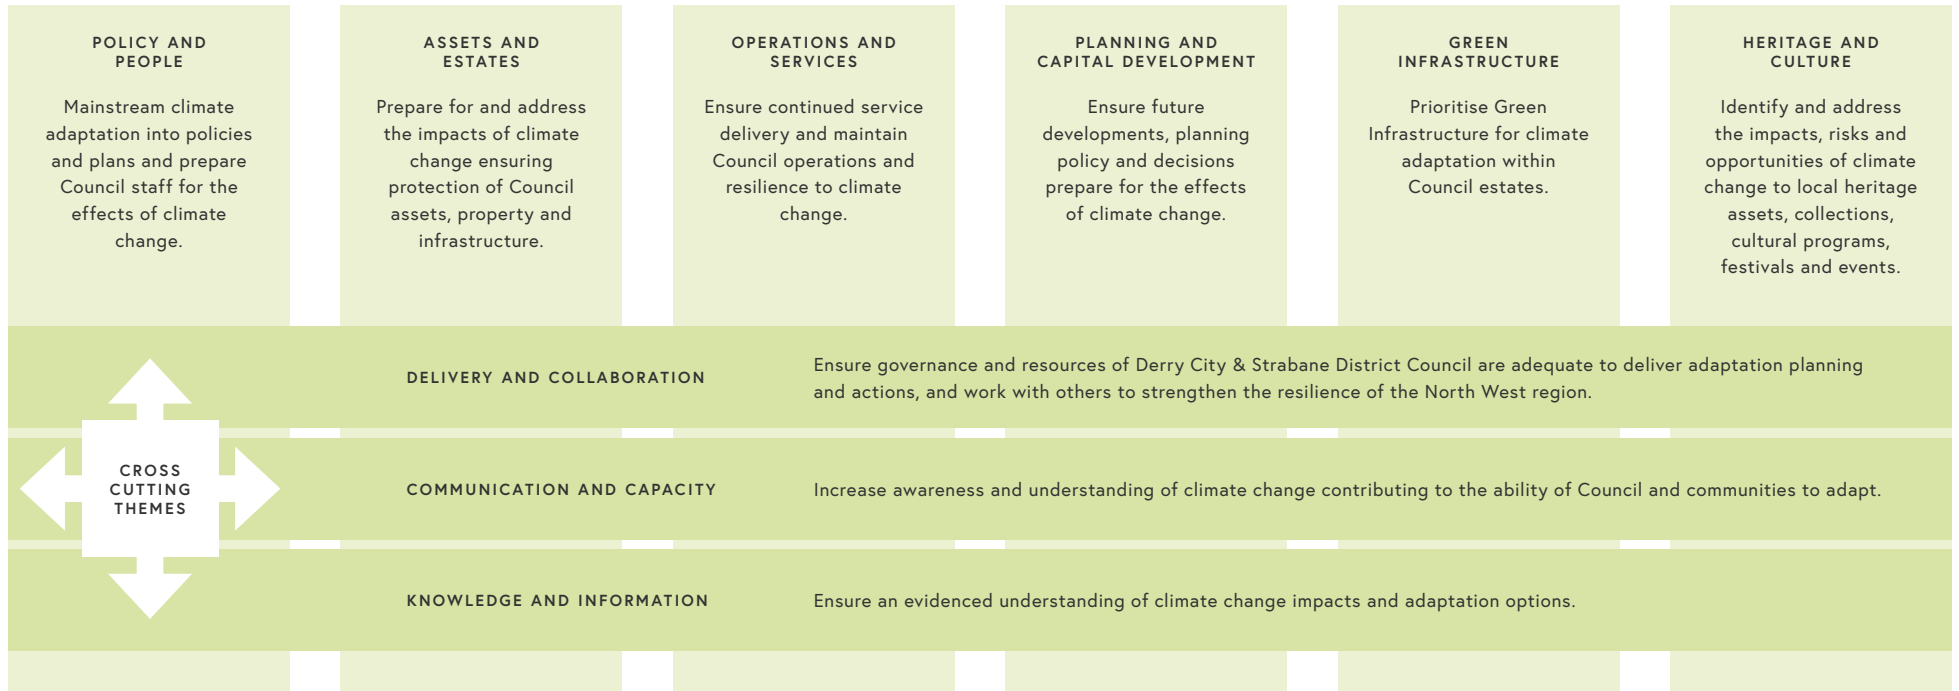 POLICY AND
PEOPLE
Mainstream climate
adaptation into policies
and plans and prepare
Council staff for the
effects of climate
change.
ASSETS AND
ESTATES
Prepare for and address
the impacts of climate
change ensuring
protection of Council
assets, property and
infrastructure.
OPERATIONS AND
SERVICES
Ensure continued service
delivery and maintain
Council operations and
resilience to climate
change.
PLANNING AND
CAPITAL DEVELOPMENT
Ensure future
developments, planning
policy and decisions
prepare for the effects
of climate change.
GREEN
INFRASTRUCTURE
Prioritise Green
Infrastructure for climate
adaptation within
Council estates.
HERITAGE AND
CULTURE
Identify and address
the impacts, risks and
opportunities of climate
change to local heritage
assets, collections,
cultural programs,
festivals and events.
CROSS
CUTTING
THEMES
DELIVERY AND COLLABORATION
Ensure governance and resources of Derry City & Strabane District Council are adequate to deliver adaptation planning
and actions, and work with others to strengthen the resilience of the North West region.
COMMUNICATION AND CAPACITY
Increase awareness and understanding of climate change contributing to the ability of Council and communities to adapt.
KNOWLEDGE AND INFORMATION
Ensure an evidenced understanding of climate change impacts and adaptation options.